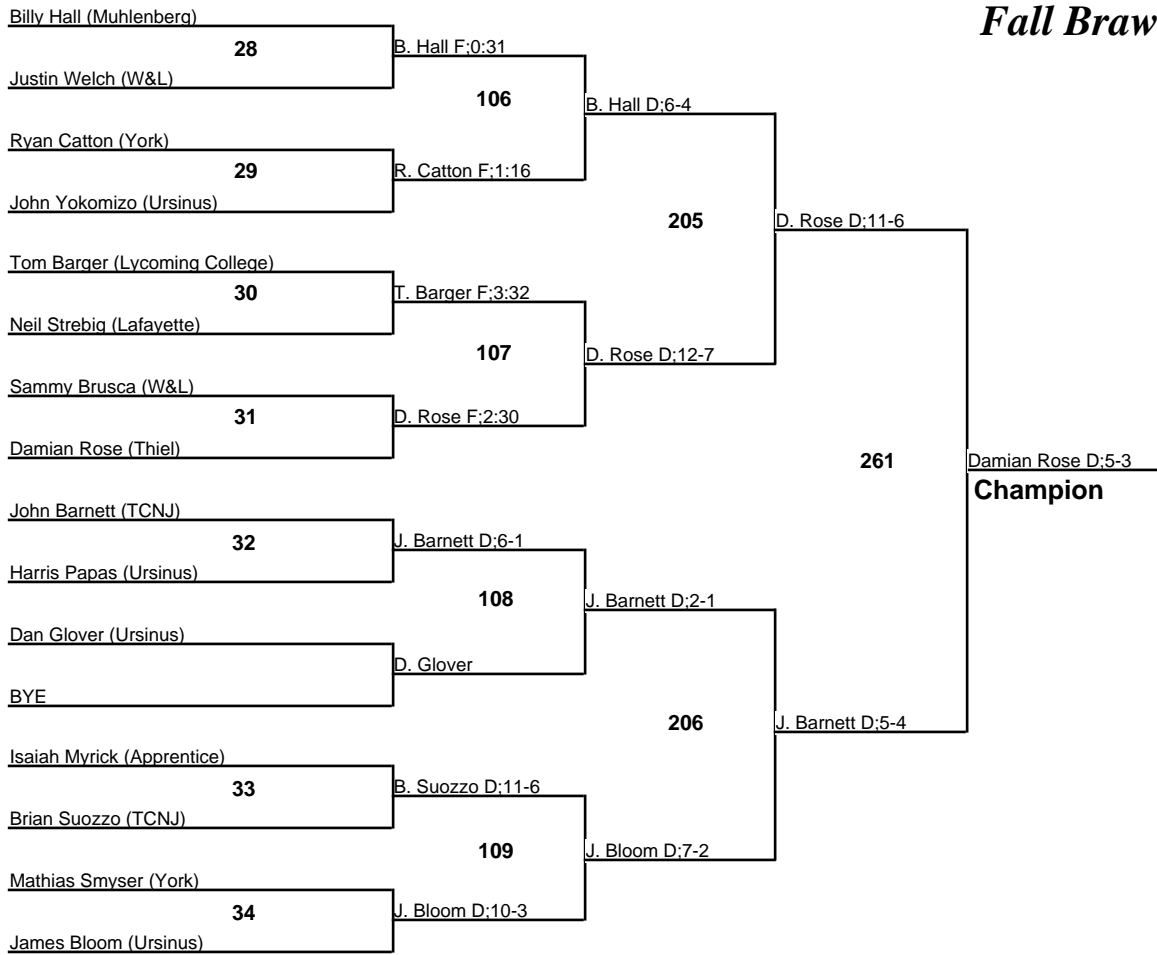 Fall Braw
Billy Hall (Muhlenberg)
28
Justin Welch (W&L)
B. Hall F;0:31
106
Ryan Catton (York)
29
John Yokomizo (Ursinus)
R. Catton F;1:16
B. Hall D;6-4
205
Tom Barger (Lycoming College)
30
Neil Strebig (Lafayette)
T. Barger F;3:32
107
Sammy Brusca (W&L)
31
Damian Rose (Thiel)
D. Rose F;2:30
D. Rose D;12-7
D. Rose D;11-6
261
John Barnett (TCNJ)
32
Harris Papas (Ursinus)
J. Barnett D;6-1
108
Dan Glover (Ursinus)
BYE
D. Glover
J. Barnett D;2-1
206
Isaiah Myrick (Apprentice)
33
Brian Suozzo (TCNJ)
B. Suozzo D;11-6
109
Mathias Smyser (York)
34
James Bloom (Ursinus)
J. Bloom D;10-3
J. Bloom D;7-2
J. Barnett D;5-4
Damian Rose D;5-3
Champion